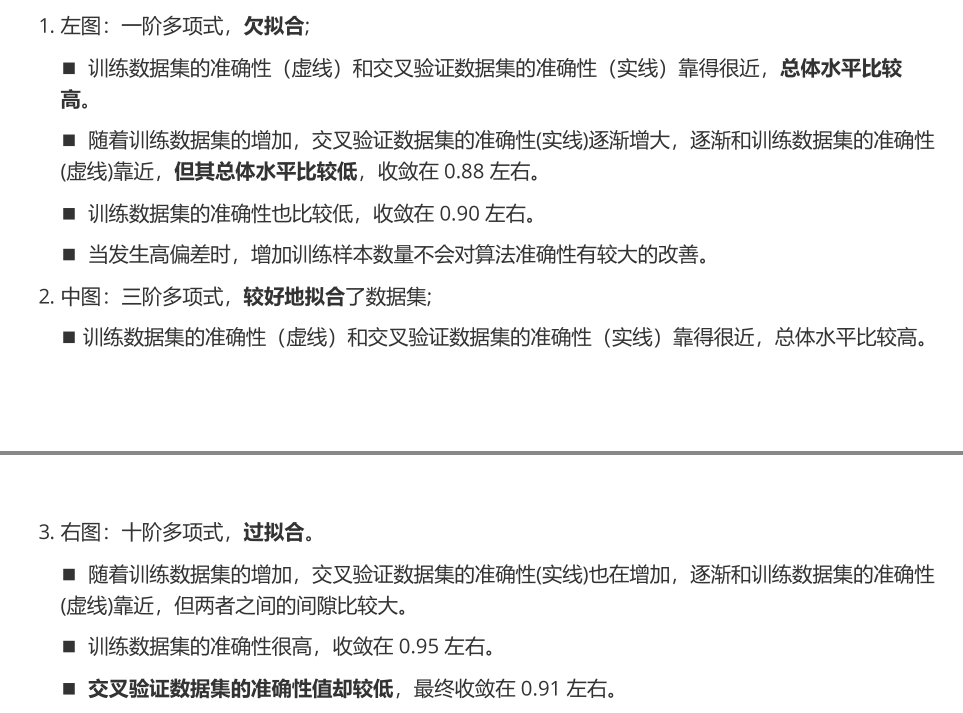 1. 左图：一阶多项式，欠拟合;
■ 训练数据集的准确性（虚线）和交叉验证数据集的准确性（实线）靠得很近，总体水平比较
高。
■ 随着训练数据集的增加，交叉验证数据集的准确性(实线)逐渐增大，逐渐和训练数据集的准确性
(虚线)靠近，但其总体水平比较低，收敛在 0.88 左右。
■ 训练数据集的准确性也比较低，收敛在 0.90 左右。
■ 当发生高偏差时，增加训练样本数量不会对算法准确性有较大的改善。
2. 中图：三阶多项式，较好地拟合了数据集;
■ 训练数据集的准确性（虚线）和交叉验证数据集的准确性（实线）靠得很近，总体水平比较高。
3. 右图：十阶多项式，过拟合。
■ 随着训练数据集的增加，交叉验证数据集的准确性(实线)也在增加，逐渐和训练数据集的准确性
(虚线)靠近，但两者之间的间隙比较大。
■ 训练数据集的准确性很高，收敛在 0.95 左右。
■ 交叉验证数据集的准确性值却较低，最终收敛在 0.91 左右。